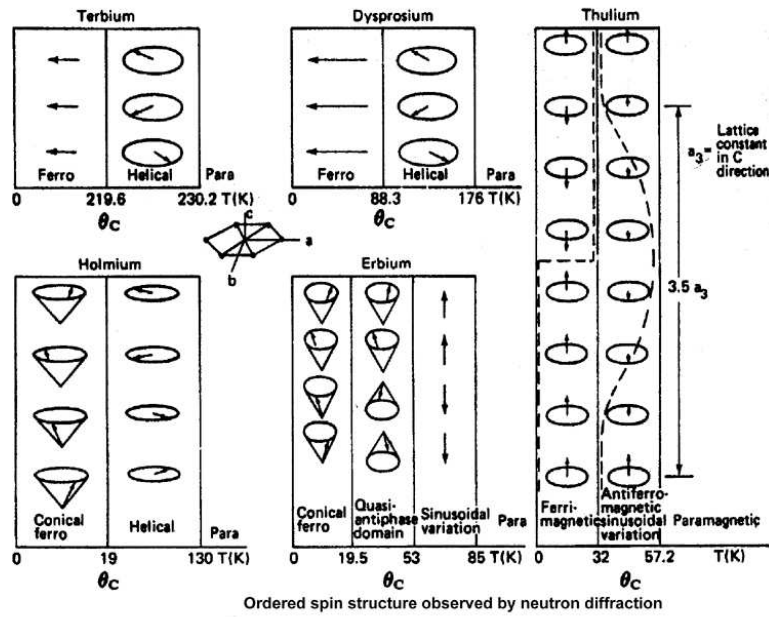 Terbium
Ferro Helical Para
0 219.6 230.2 T(K)
θC
Dysprosium
Ferro Helical Para
0 88.3 176 T(K)
θC
c
a
b
Holmium
Conical Helical Para
ferro
0 19 130 T(K)
θC
Erbium
Conical Quasi- Sinusoidal Para
ferro antiphase variation
domain
0 19.5 53 85 T(K)
θC
Thulium
a3= Lattice
constant
in C
direction
3.5 a3
Ferri- Antiferro- Paramagnetic
magnetic magnetic
sinusoidal
variation
0 32 57.2 T(K)
θC
Ordered spin structure observed by neutron diffraction